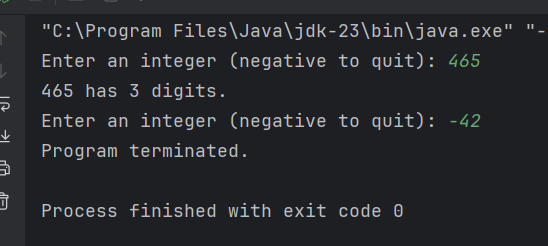 "C:\Program Files\Java\jdk-23\bin\java.exe" "-
Enter an integer (negative to quit): 465
465 has 3 digits.
Enter an integer (negative to quit): -42
Program terminated.
Process finished with exit code 0